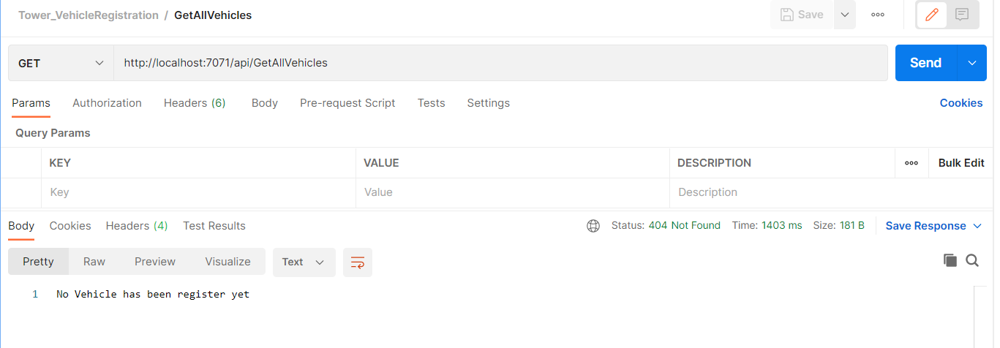 Tower_VehicleRegistration / GetAllVehicles
Save
GET
http://localhost:7071/api/GetAllVehicles
Send
Params Authorization Headers (6) Body Pre-request Script Tests Settings Cookies
Query Params
KEY VALUE DESCRIPTION Bulk Edit
Key Value Description
Body Cookies Headers (4) Test Results Status: 404 Not Found Time: 1403 ms Size: 181 B Save Response
Pretty Raw Preview Visualize Text
1 No Vehicle has been register yet